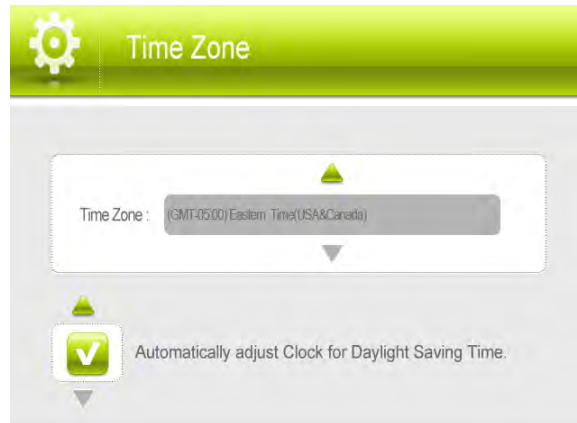 Time Zone
Time Zone : (GMT-05:00) Eastern Time(USA&Canada)
Automatically adjust Clock for Daylight Saving Time.